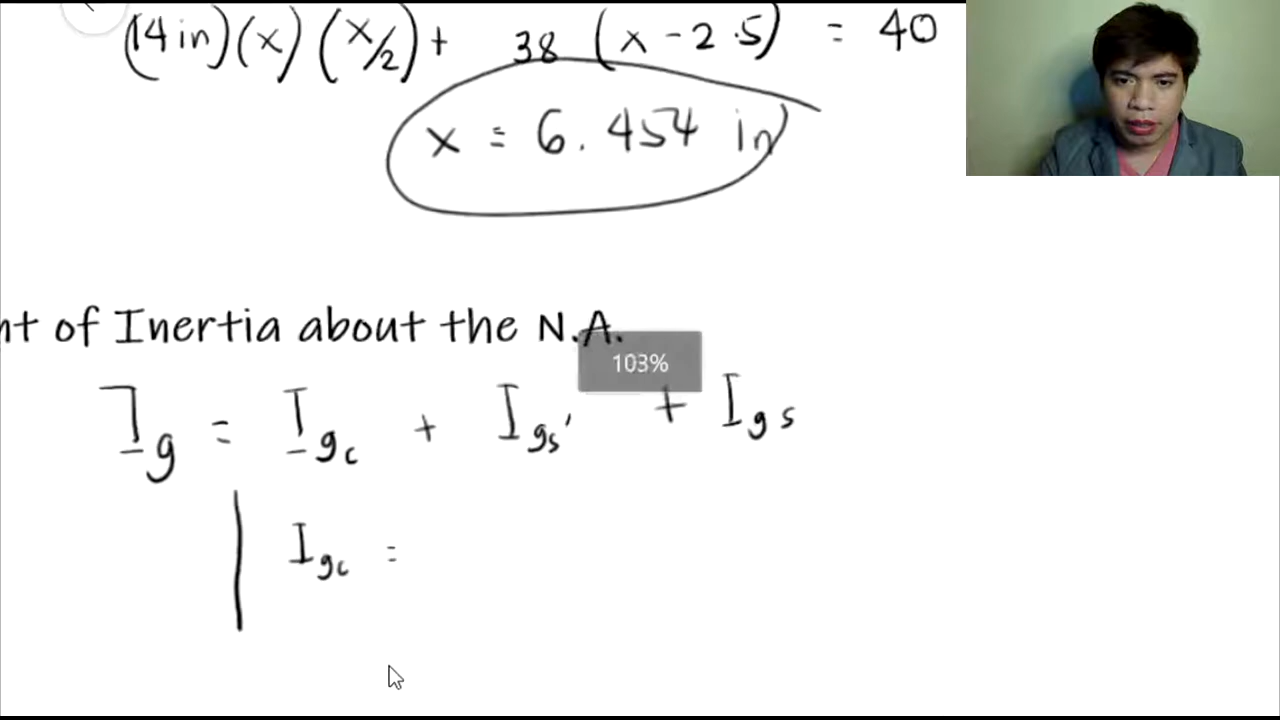 (14 in)(x)(x/2) + 38 (x - 2.5) = 40
x = 6.454 in
nt of Inertia about the N.A.
103%
Ig = Igc + Igs' + Igs
Igc =